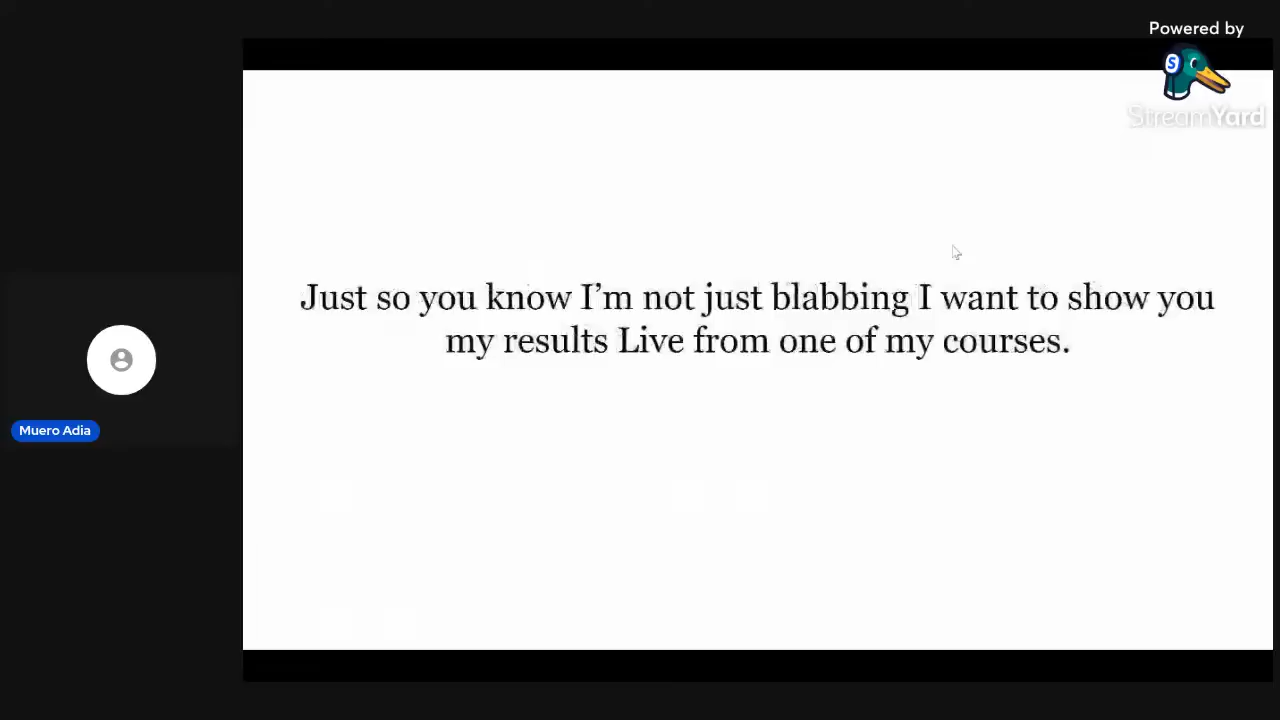 Powered by
S
StreamYard
Just so you know I’m not just blabbing I want to show you
my results Live from one of my courses.
Muero Adia